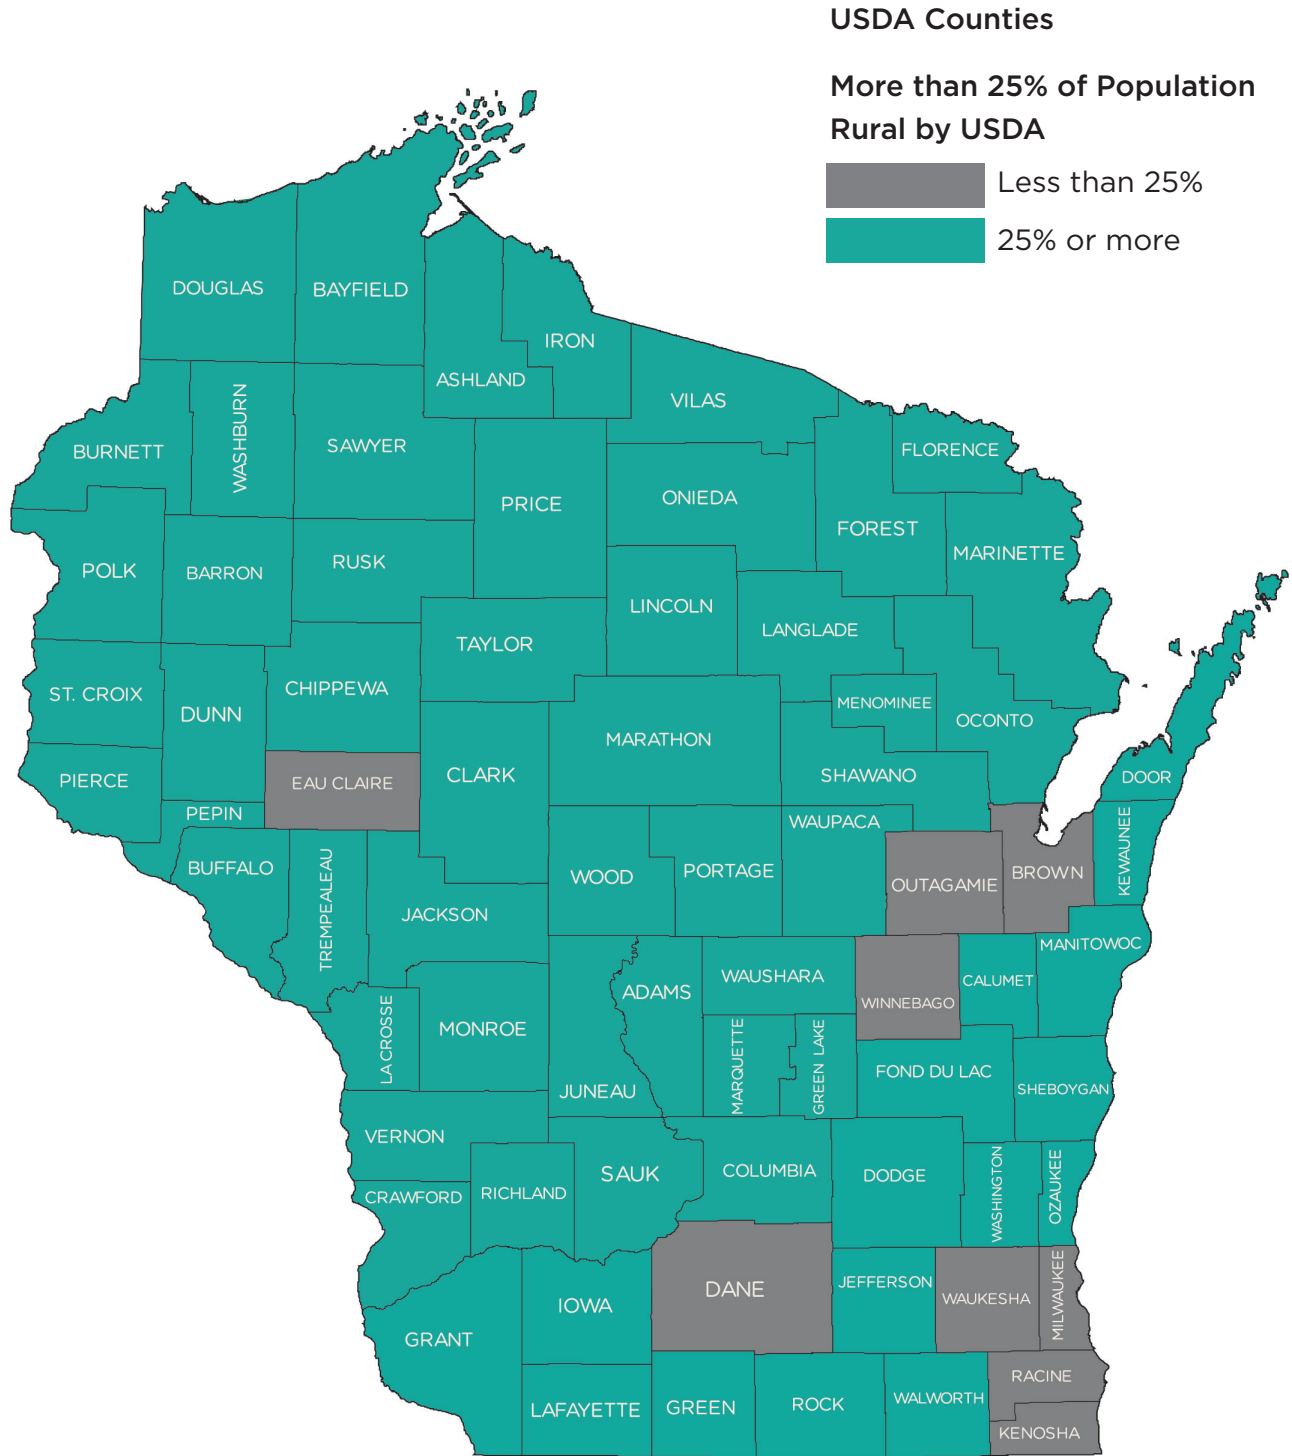 USDA Counties
More than 25% of Population
Rural by USDA
Less than 25%
25% or more
DOUGLAS
BAYFIELD
IRON
ASHLAND
VILAS
BURNETT
WASHBURN
SAWYER
FLORENCE
PRICE
ONIEDA
FOREST
MARINETTE
POLK
BARRON
RUSK
LINCOLN
LANGLADE
TAYLOR
ST. CROIX
DUNN
CHIPPEWA
MENOMINEE
OCONTO
MARATHON
PIERCE
EAU CLAIRE
CLARK
SHAWANO
DOOR
PEPIN
WAUPACA
BUFFALO
TREMPEALEAU
WOOD
PORTAGE
OUTAGAMIE
BROWN
KEWAUNEE
JACKSON
MANITOWOC
ADAMS
WAUSHARA
CALUMET
WINNEBAGO
LA CROSSE
MONROE
JUNEAU
MARQUETTE
GREEN LAKE
FOND DU LAC
SHEBOYGAN
VERNON
SAUK
COLUMBIA
DODGE
WASHINGTON
OZAUKEE
CRAWFORD
RICHLAND
DANE
JEFFERSON
WAUKESHA
MILWAUKEE
IOWA
GRANT
LAFAYETTE
GREEN
ROCK
WALWORTH
RACINE
KENOSHA